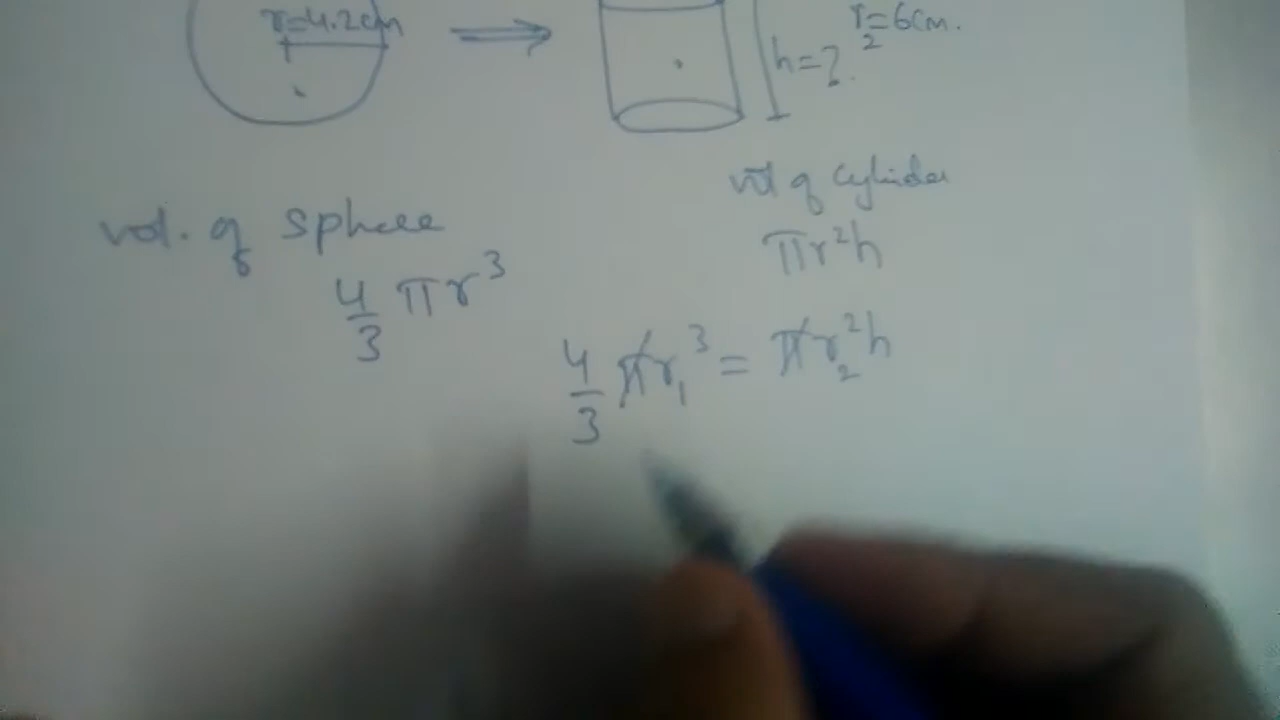 r=4.2cm
r₂=6cm.
h=?.
vol of cylinder
πr²h
vol. of sphere
4/3 πr³
4/3 πr₁³ = πr₂²h